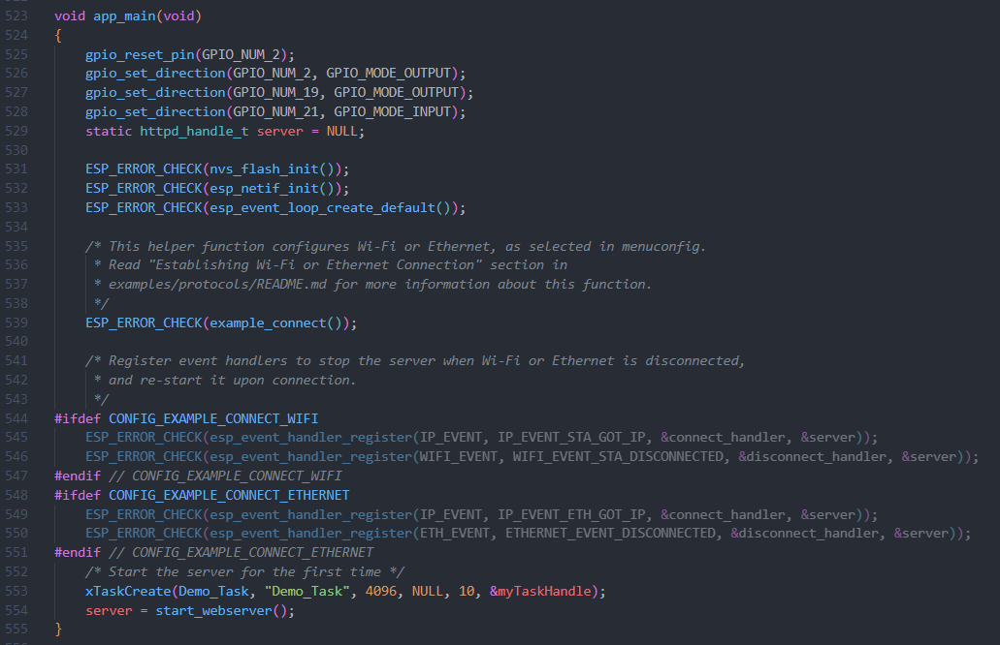 523 void app_main(void)
524 {
525 gpio_reset_pin(GPIO_NUM_2);
526 gpio_set_direction(GPIO_NUM_2, GPIO_MODE_OUTPUT);
527 gpio_set_direction(GPIO_NUM_19, GPIO_MODE_OUTPUT);
528 gpio_set_direction(GPIO_NUM_21, GPIO_MODE_INPUT);
529 static httpd_handle_t server = NULL;
530
531 ESP_ERROR_CHECK(nvs_flash_init());
532 ESP_ERROR_CHECK(esp_netif_init());
533 ESP_ERROR_CHECK(esp_event_loop_create_default());
534
535 /* This helper function configures Wi-Fi or Ethernet, as selected in menuconfig.
536 * Read "Establishing Wi-Fi or Ethernet Connection" section in
537 * examples/protocols/README.md for more information about this function.
538 */
539 ESP_ERROR_CHECK(example_connect());
540
541 /* Register event handlers to stop the server when Wi-Fi or Ethernet is disconnected,
542 * and re-start it upon connection.
543 */
544 #ifdef CONFIG_EXAMPLE_CONNECT_WIFI
545 ESP_ERROR_CHECK(esp_event_handler_register(IP_EVENT, IP_EVENT_STA_GOT_IP, &connect_handler, &server));
546 ESP_ERROR_CHECK(esp_event_handler_register(WIFI_EVENT, WIFI_EVENT_STA_DISCONNECTED, &disconnect_handler, &server));
547 #endif // CONFIG_EXAMPLE_CONNECT_WIFI
548 #ifdef CONFIG_EXAMPLE_CONNECT_ETHERNET
549 ESP_ERROR_CHECK(esp_event_handler_register(IP_EVENT, IP_EVENT_ETH_GOT_IP, &connect_handler, &server));
550 ESP_ERROR_CHECK(esp_event_handler_register(ETH_EVENT, ETHERNET_EVENT_DISCONNECTED, &disconnect_handler, &server));
551 #endif // CONFIG_EXAMPLE_CONNECT_ETHERNET
552 /* Start the server for the first time */
553 xTaskCreate(Demo_Task, "Demo_Task", 4096, NULL, 10, &myTaskHandle);
554 server = start_webserver();
555 }